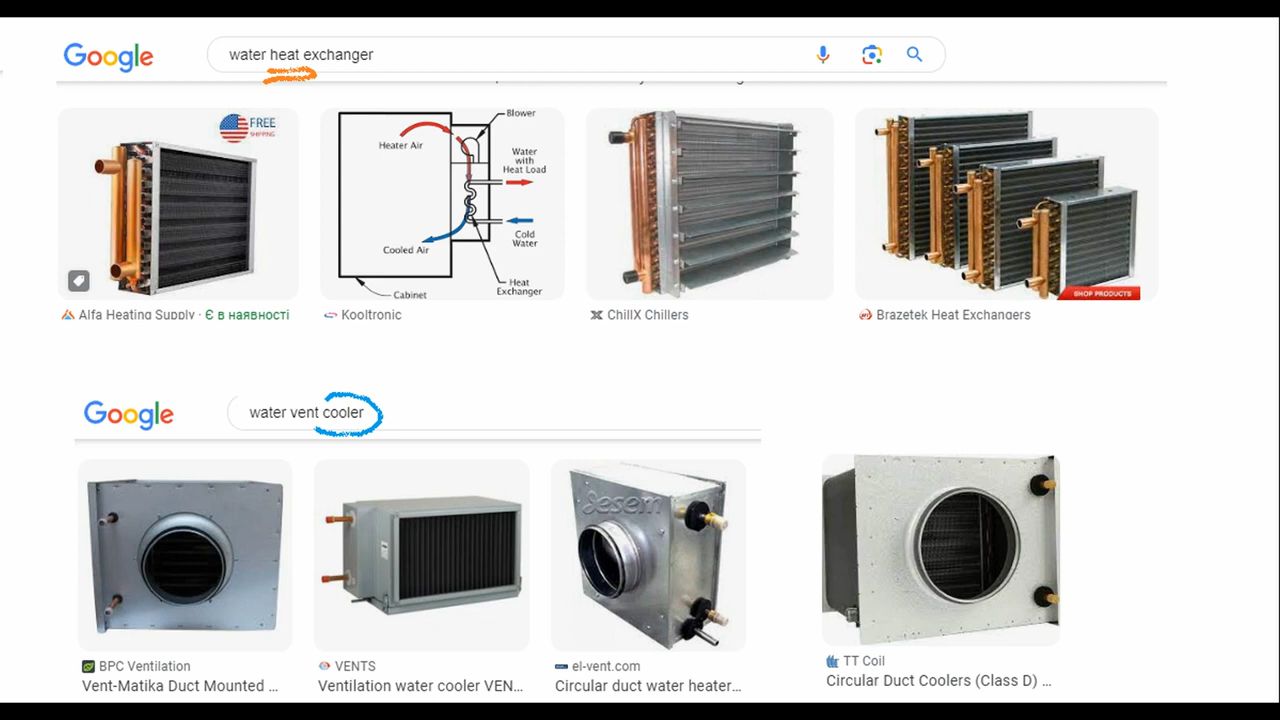 Google
water heat exchanger
FREE
SHIPPING
Heater Air
Blower
Water
with
Heat Load
Cold
Water
Cooled Air
Heat
Exchanger
Cabinet
SHOP PRODUCTS
Alfa Heating Supply · Є в наявності
Kooltronic
ChillX Chillers
Brazetek Heat Exchangers
Google
water vent cooler
Sesem
BPC Ventilation
Vent-Matika Duct Mounted ...
VENTS
Ventilation water cooler VEN...
el-vent.com
Circular duct water heater...
TT Coil
Circular Duct Coolers (Class D) ...